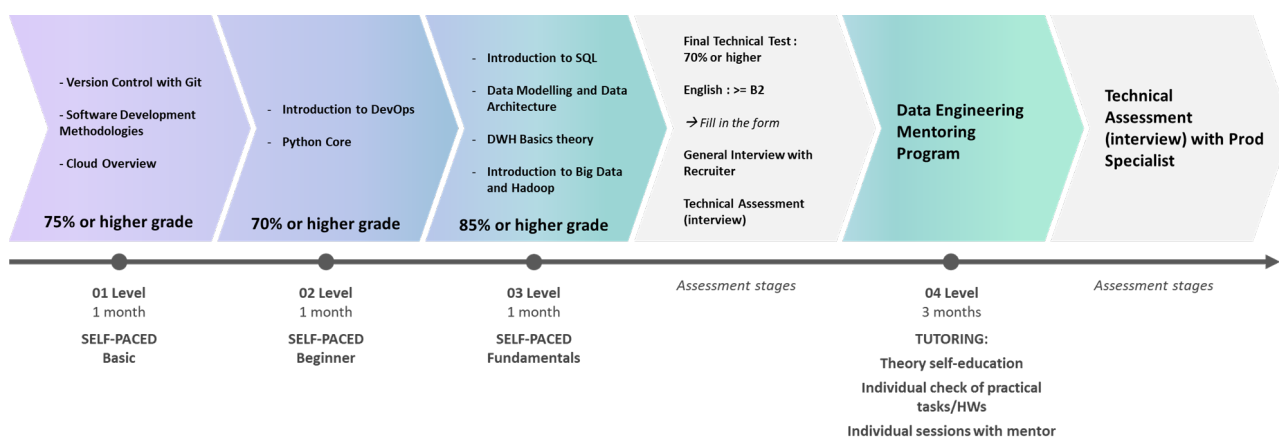 - Version Control with Git
- Software Development
Methodologies
- Cloud Overview
75% or higher grade
- Introduction to DevOps
- Python Core
70% or higher grade
- Introduction to SQL
- Data Modelling and Data
Architecture
- DWH Basics theory
- Introduction to Big Data
and Hadoop
85% or higher grade
Final Technical Test :
70% or higher
English : >= B2
→ Fill in the form
General Interview with
Recruiter
Technical Assessment
(interview)
Data Engineering
Mentoring
Program
Technical
Assessment
(interview) with Prod
Specialist
01 Level
1 month
SELF-PACED
Basic
02 Level
1 month
SELF-PACED
Beginner
03 Level
1 month
SELF-PACED
Fundamentals
Assessment stages
04 Level
3 months
TUTORING:
Theory self-education
Individual check of practical
tasks/HWs
Individual sessions with mentor
Assessment stages